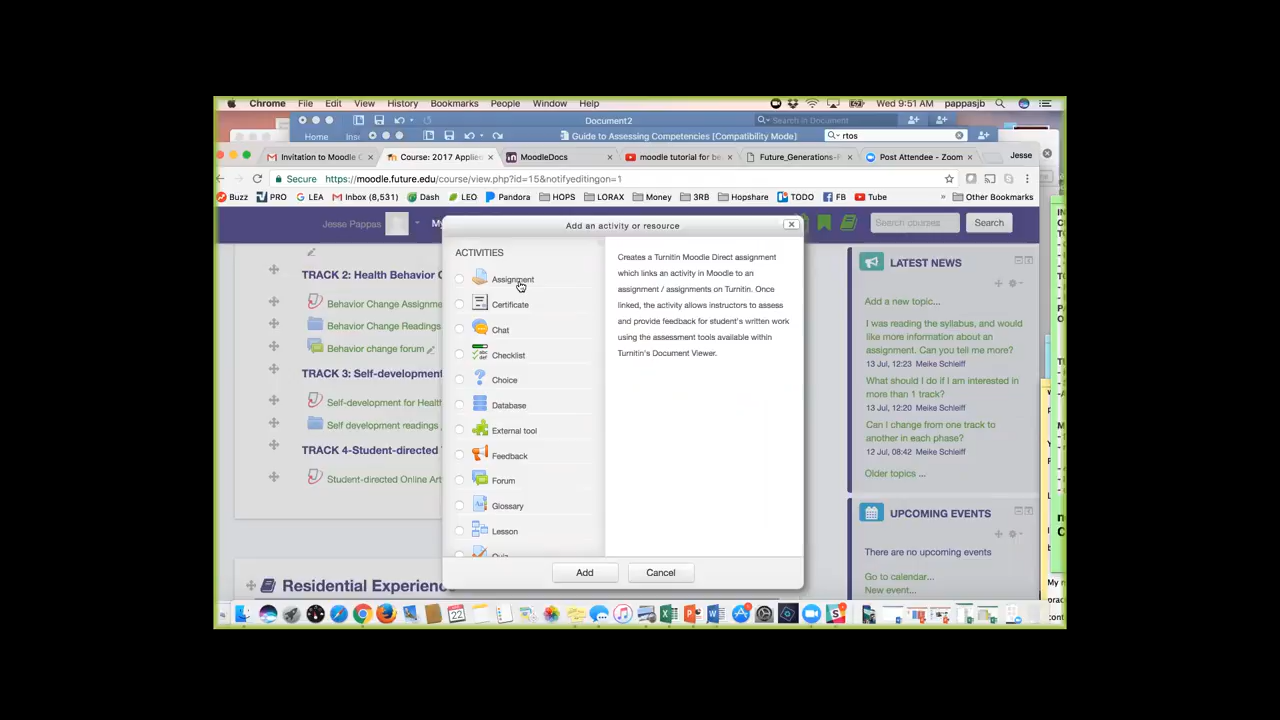 Chrome File Edit View History Bookmarks People Window Help Wed 9:51 AM pappasjb
Document2 Search in Document
Home Guide to Assessing Competencies [Compatibility Mode] rtos
Invitation to Moodle Course: 2017 Applie MoodleDocs moodle tutorial for be Future_Generations- Post Attendee - Zoom Jesse
Secure https://moodle.future.edu/course/view.php?id=15&notifyeditingon=1
Buzz PRO LEA Inbox (8,531) Dash LEO Pandora HOPS LORAX Money 3RB Hopshare TODO FB Tube » Other Bookmarks
Jesse Pappas Search courses Search
Add an activity or resource
TRACK 2: Health Behavior C
Behavior Change Assignme
Behavior Change Readings
Behavior change forum
TRACK 3: Self-development
Self-development for Healt
Self development readings
TRACK 4-Student-directed
Student-directed Online Art
Residential Experienc
ACTIVITIES
Assignment
Certificate
Chat
Checklist
Choice
Database
External tool
Feedback
Forum
Glossary
Lesson
Creates a Turnitin Moodle Direct assignment
which links an activity in Moodle to an
assignment / assignments on Turnitin. Once
linked, the activity allows instructors to assess
and provide feedback for student's written work
using the assessment tools available within
Turnitin's Document Viewer.
Add Cancel
LATEST NEWS
Add a new topic...
I was reading the syllabus, and would
like more information about an
assignment. Can you tell me more?
13 Jul, 12:23 Meike Schleiff
What should I do if I am interested in
more than 1 track?
13 Jul, 12:20 Meike Schleiff
Can I change from one track to
another in each phase?
12 Jul, 08:42 Meike Schleiff
Older topics ...
UPCOMING EVENTS
There are no upcoming events
Go to calendar...
New event...
22